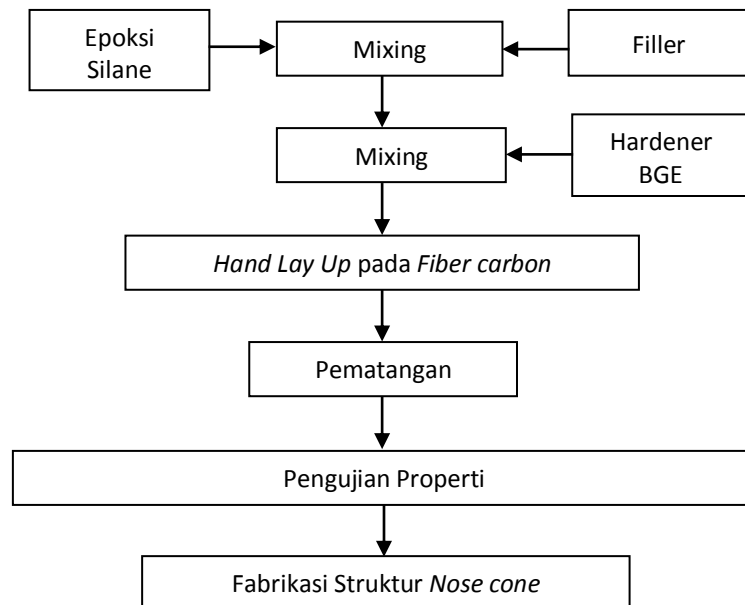 Epoksi
Silane
Mixing
Filler
Mixing
Hardener
BGE
Hand Lay Up pada Fiber carbon
Pematangan
Pengujian Properti
Fabrikasi Struktur Nose cone